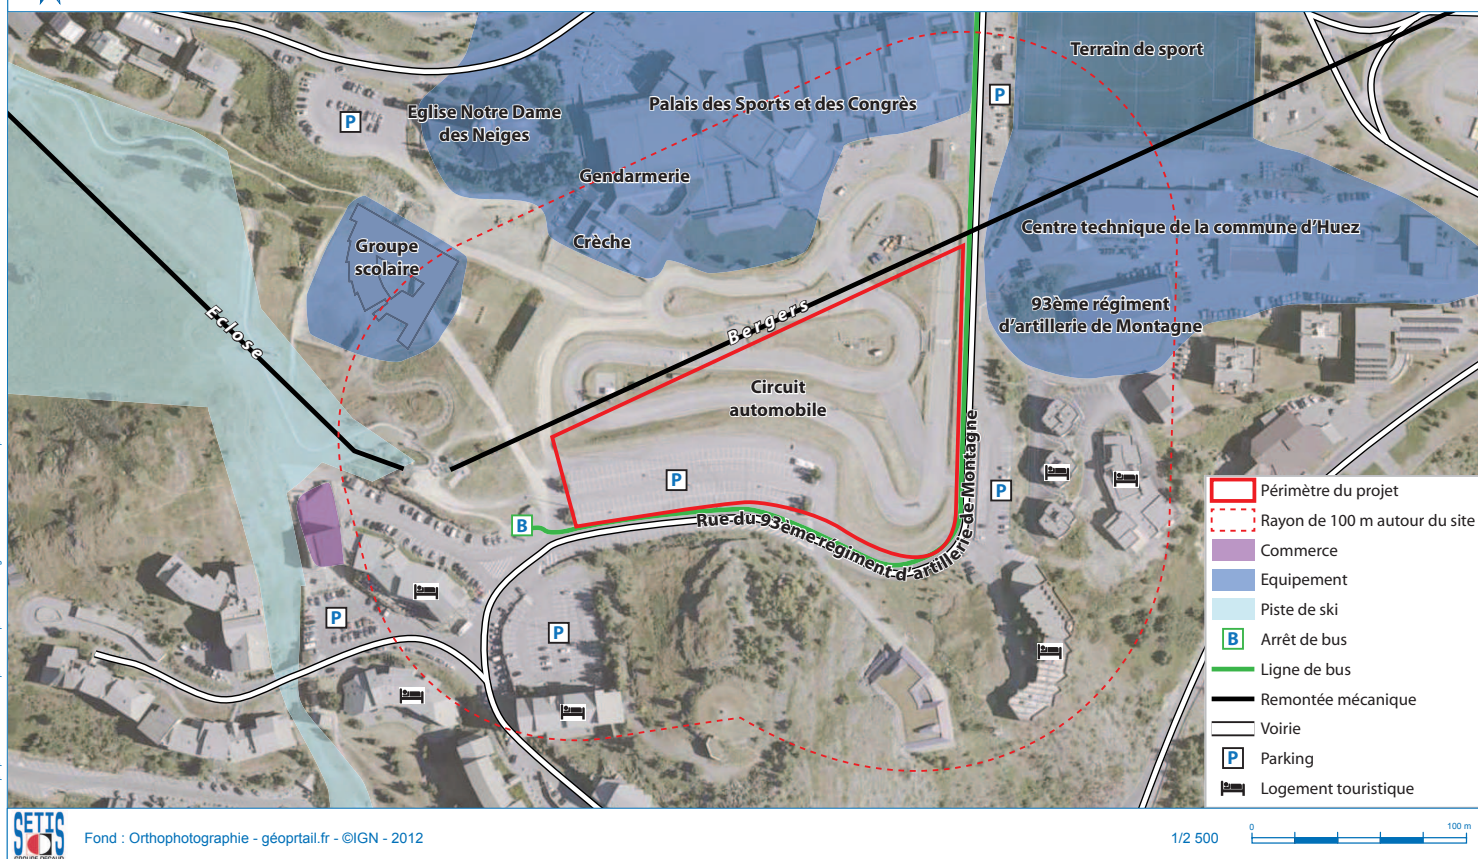 Terrain de sport
P
P
Eglise Notre Dame
des Neiges
Palais des Sports et des Congrès
Gendarmerie
Crèche
Groupe
scolaire
Centre technique de la commune d'Huez
93ème régiment
d'artillerie de Montagne
Eclose
Bergers
Circuit
automobile
P
P
B
Rue du 93ème régiment d'artillerie-de-Montagne
P
P
Périmètre du projet
Rayon de 100 m autour du site
Commerce
Equipement
Piste de ski
B Arrêt de bus
Ligne de bus
Remontée mécanique
Voirie
P Parking
Logement touristique
SETIS
GROUPE DEGAUD
Fond : Orthophotographie - géoprtail.fr - ©IGN - 2012
1/2 500
0
100 m